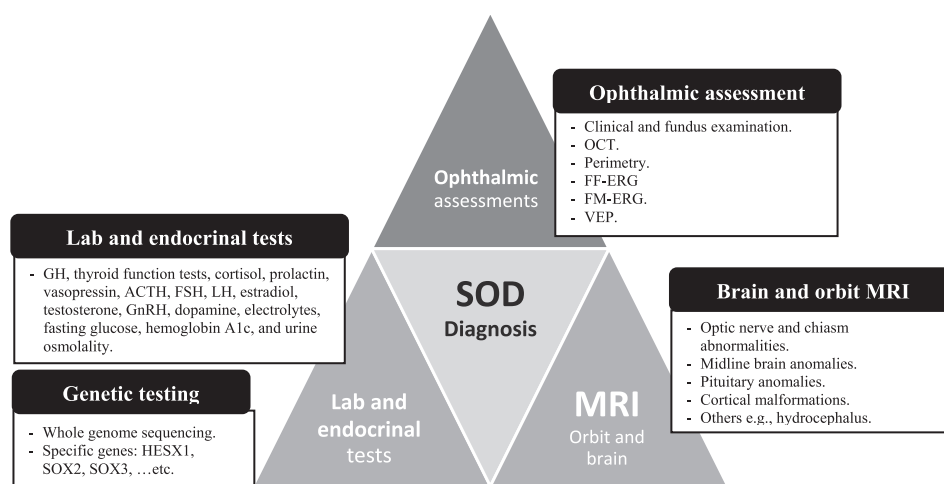 Ophthalmic assessment
- Clinical and fundus examination.
- OCT.
- Perimetry.
- FF-ERG
- FM-ERG.
- VEP.
Ophthalmic
assessments
Lab and endocrinal tests
- GH, thyroid function tests, cortisol, prolactin,
vasopressin, ACTH, FSH, LH, estradiol,
testosterone, GnRH, dopamine, electrolytes,
fasting glucose, hemoglobin A1c, and urine
osmolality.
SOD
Diagnosis
Brain and orbit MRI
- Optic nerve and chiasm
abnormalities.
- Midline brain anomalies.
- Pituitary anomalies.
- Cortical malformations.
- Others e.g., hydrocephalus.
Genetic testing
- Whole genome sequencing.
- Specific genes: HESX1,
SOX2, SOX3, …etc.
Lab and
endocrinal
tests
MRI
Orbit and
brain